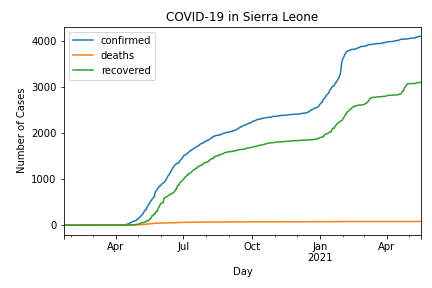 COVID-19 in Sierra Leone
confirmed
deaths
recovered
4000
3000
2000
1000
0
Number of Cases
Apr
Jul
Oct
Jan
2021
Apr
Day